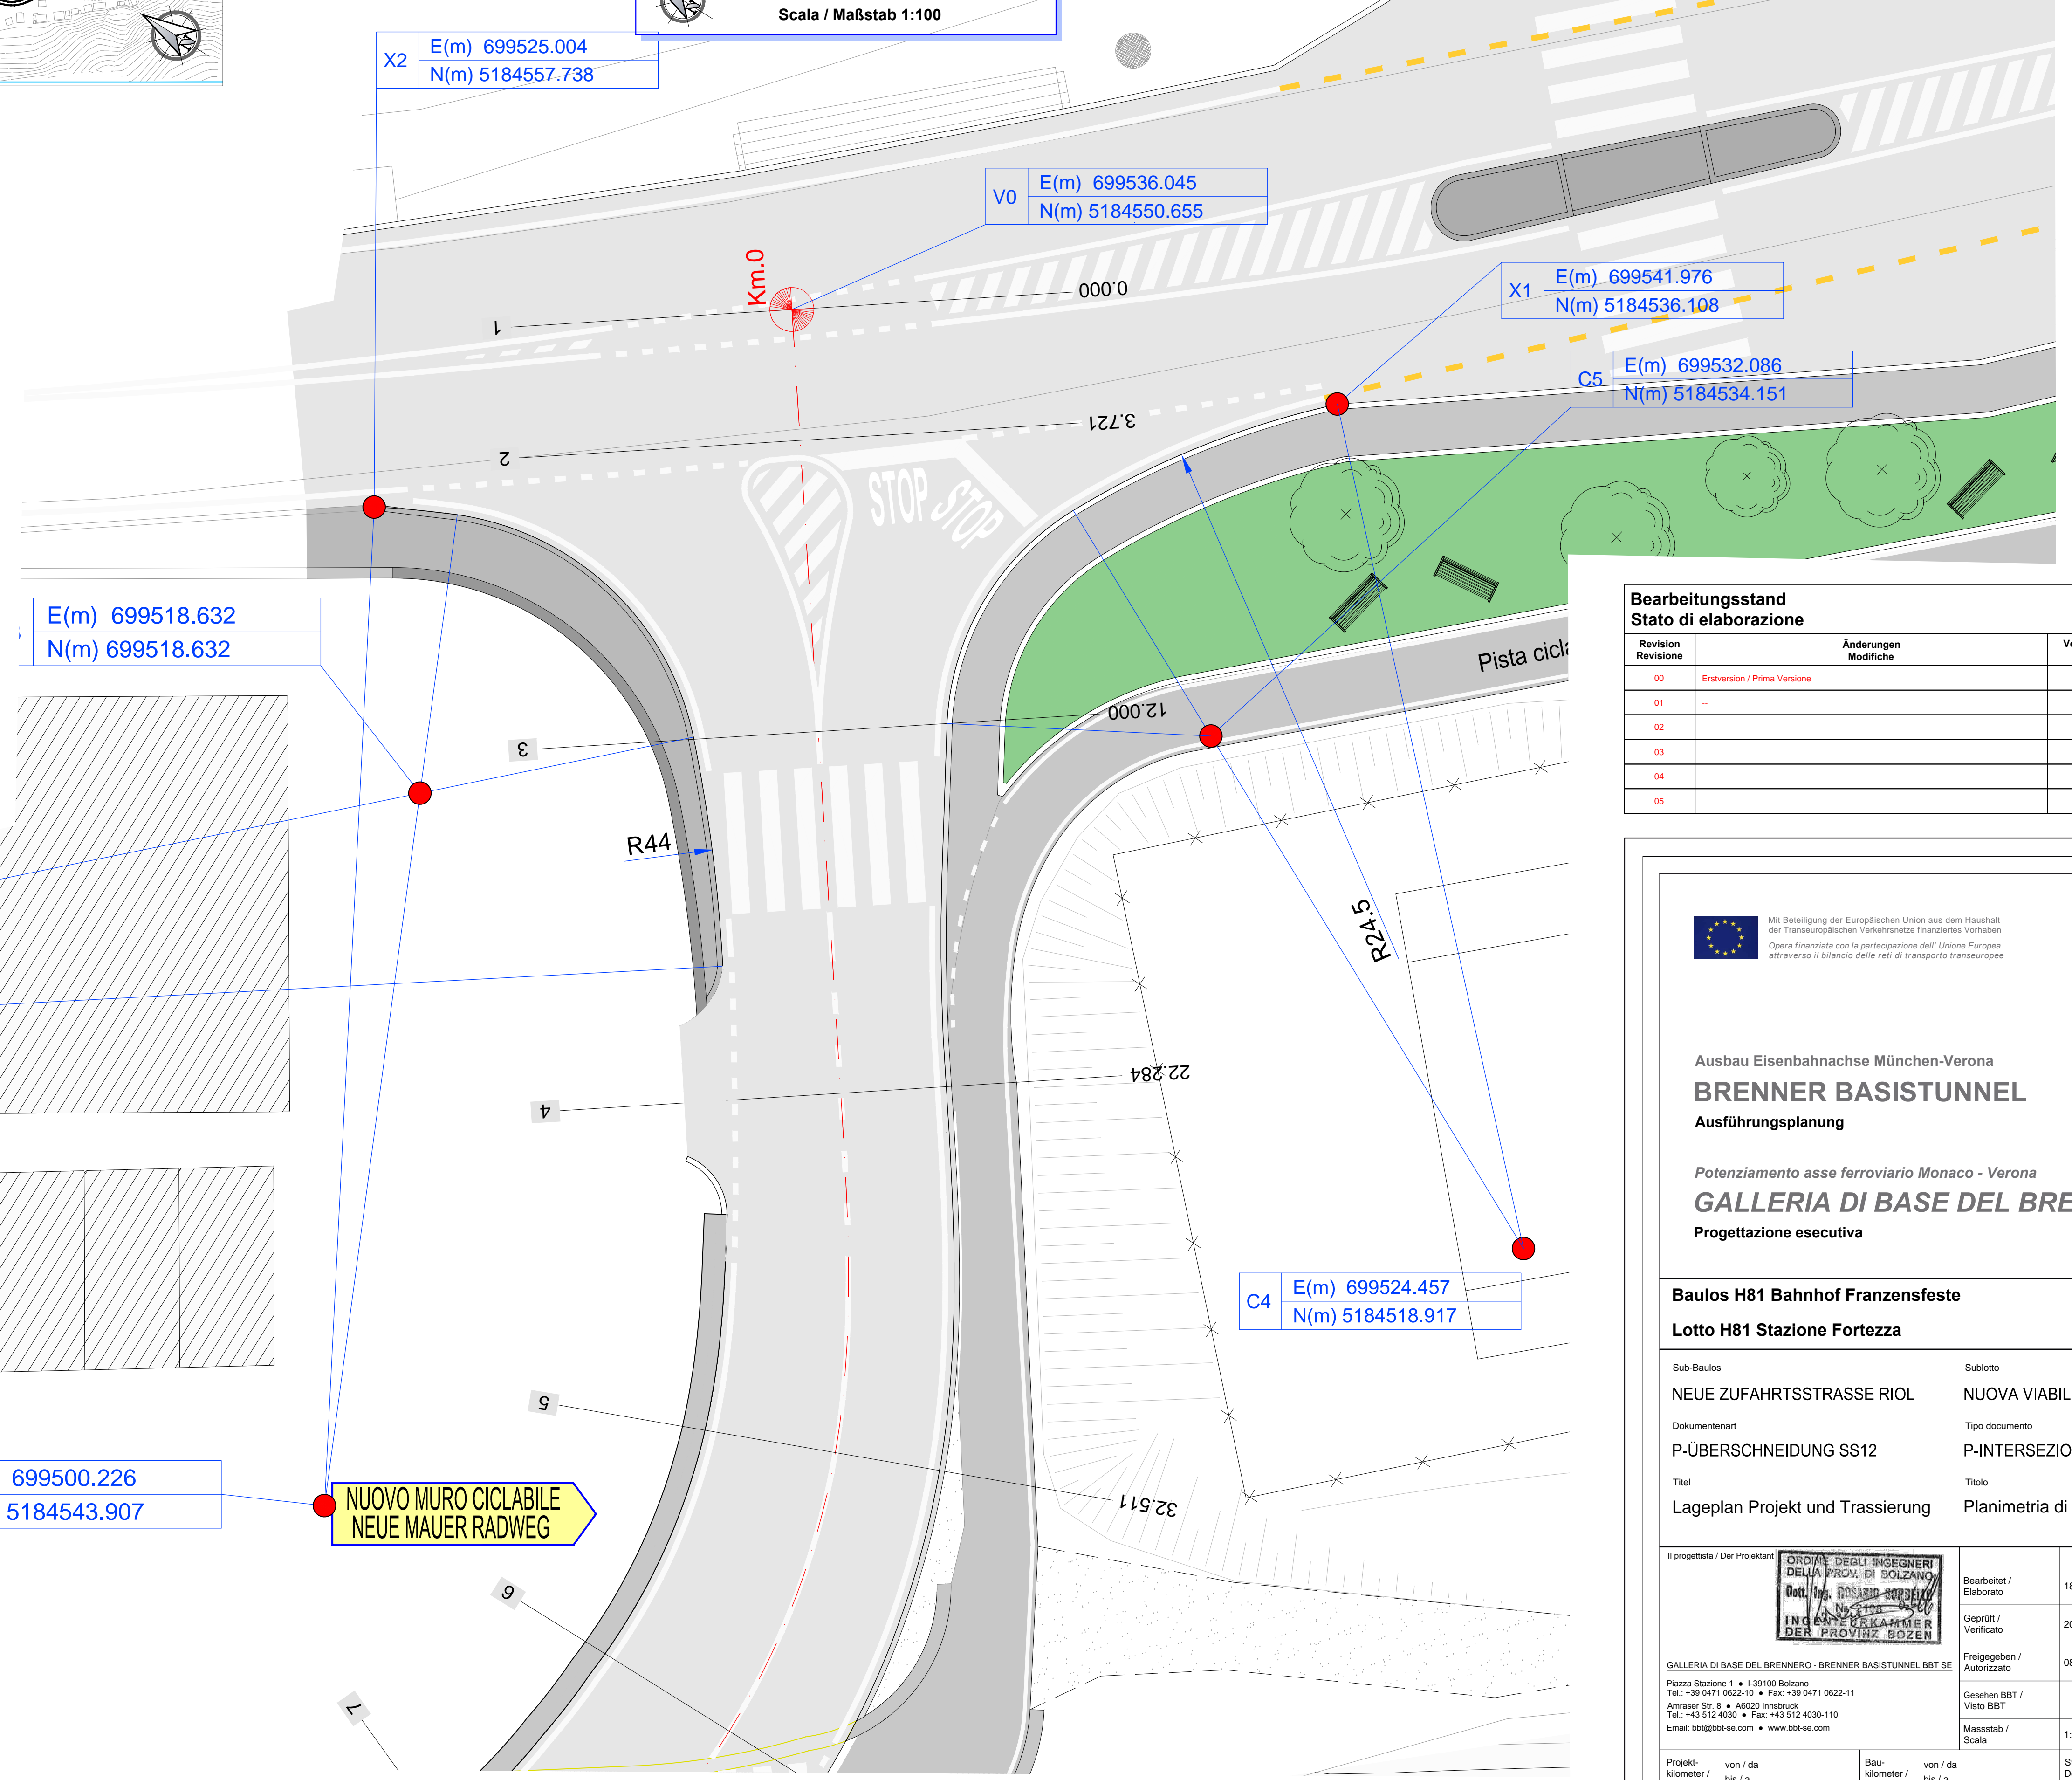 Scala / Maßstab 1:100
X2
E(m) 699525.004
N(m) 5184557.738
V0
E(m) 699536.045
N(m) 5184550.655
Km.0
1
0.000
X1
E(m) 699541.976
N(m) 5184536.108
C5
E(m) 699532.086
N(m) 5184534.151
2
3.721
STOP
STOP
E(m) 699518.632
N(m) 699518.632
Pista cicla
3
12.000
R44
R24.5
4
22.284
C4
E(m) 699524.457
N(m) 5184518.917
5
32.511
699500.226
5184543.907
NUOVO MURO CICLABILE
NEUE MAUER RADWEG
6
7
Bearbeitungsstand
Stato di elaborazione
Revision
Revisione
Änderungen
Modifiche
00 Erstversion / Prima Versione
01 --
02
03
04
05
Mit Beteiligung der Europäischen Union aus dem Haushalt
der Transeuropäischen Verkehrsnetze finanziertes Vorhaben
Opera finanziata con la partecipazione dell' Unione Europea
attraverso il bilancio delle reti di transporto transeuropee
Ausbau Eisenbahnachse München-Verona
BRENNER BASISTUNNEL
Ausführungsplanung
Potenziamento asse ferroviario Monaco - Verona
GALLERIA DI BASE DEL BRE
Progettazione esecutiva
Baulos H81 Bahnhof Franzensfeste
Lotto H81 Stazione Fortezza
Sub-Baulos Sublotto
NEUE ZUFAHRTSSTRASSE RIOL NUOVA VIABIL
Dokumentenart Tipo documento
P-ÜBERSCHNEIDUNG SS12 P-INTERSEZIO
Titel Titolo
Lageplan Projekt und Trassierung Planimetria di
Il progettista / Der Projektant
ORDINE DEGLI INGEGNERI
DELLA PROV. DI BOLZANO
Dott. Ing. ROSARIO SORBELLO
INGENIEURKAMMER
DER PROVINZ BOZEN
Bearbeitet /
Elaborato
18
Geprüft /
Verificato
20
Freigegeben /
Autorizzato
08
Gesehen BBT /
Visto BBT
Massstab /
Scala
1:
GALLERIA DI BASE DEL BRENNERO - BRENNER BASISTUNNEL BBT SE
Piazza Stazione 1 ● I-39100 Bolzano
Tel.: +39 0471 0622-10 ● Fax: +39 0471 0622-11
Amraser Str. 8 ● A6020 Innsbruck
Tel.: +43 512 4030 ● Fax: +43 512 4030-110
Email: bbt@bbt-se.com ● www.bbt-se.com
Projekt-
kilometer /
von / da
bis / a
Bau-
kilometer /
von / da
bis / a